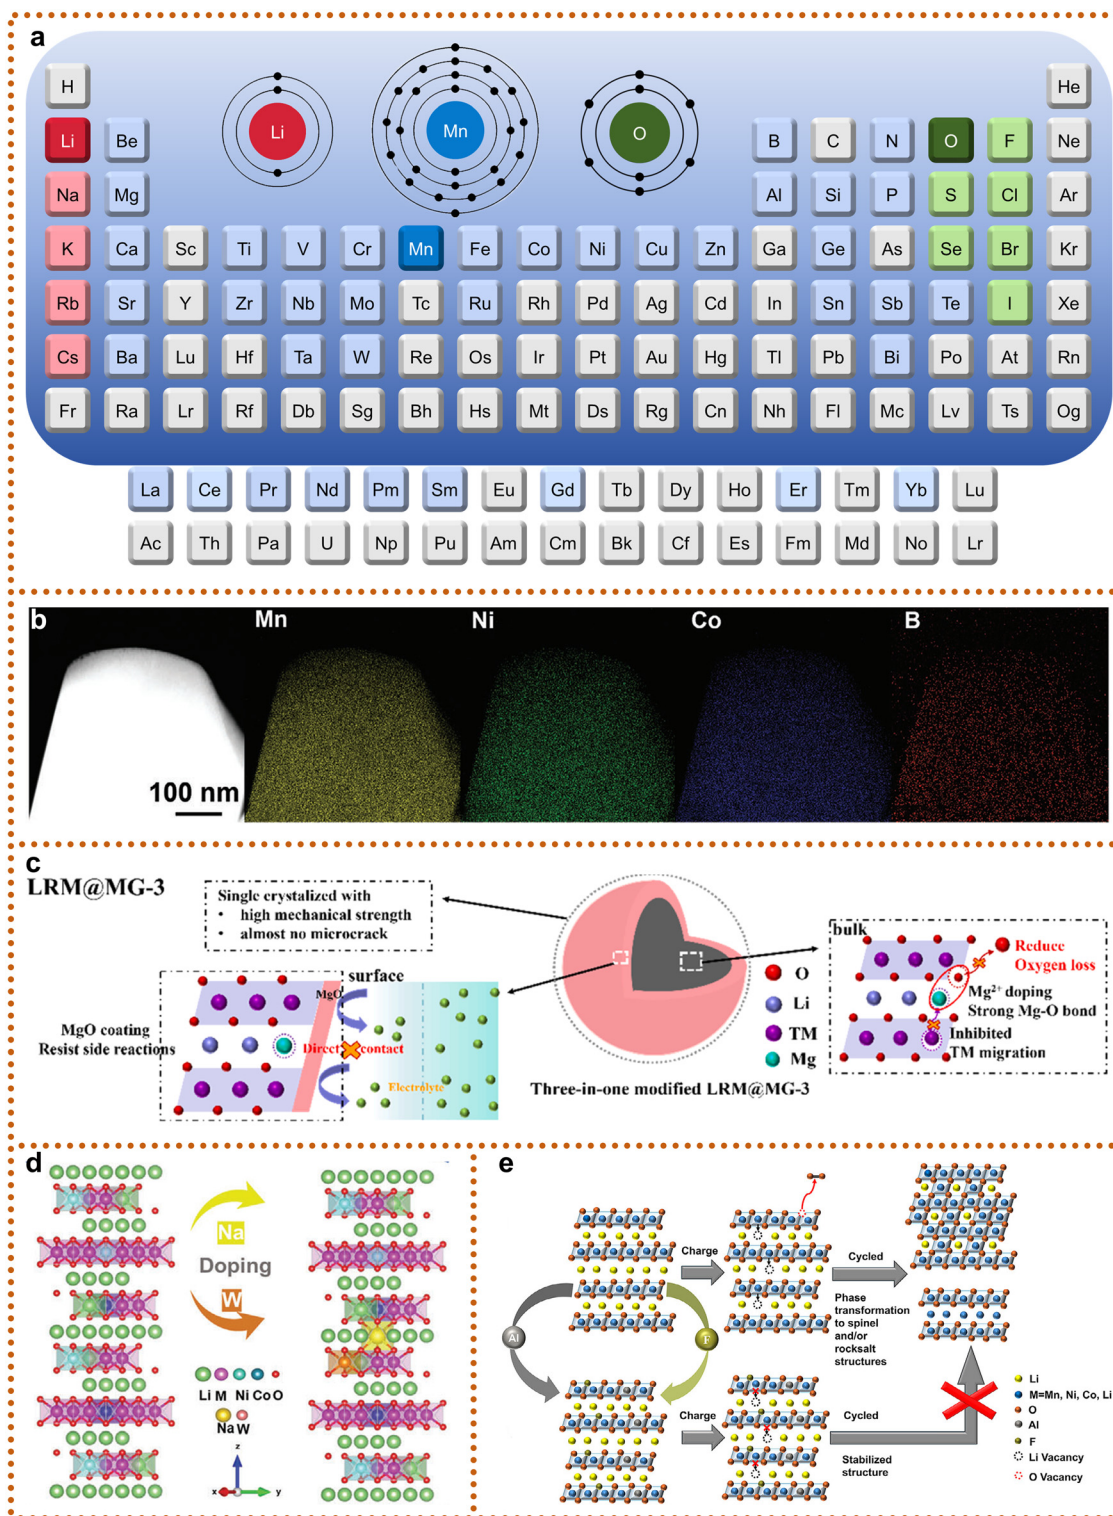 a
H He
Li Be B C N O F Ne
Na Mg Al Si P S Cl Ar
K Ca Sc Ti V Cr Mn Fe Co Ni Cu Zn Ga Ge As Se Br Kr
Rb Sr Y Zr Nb Mo Tc Ru Rh Pd Ag Cd In Sn Sb Te I Xe
Cs Ba Lu Hf Ta W Re Os Ir Pt Au Hg Tl Pb Bi Po At Rn
Fr Ra Lr Rf Db Sg Bh Hs Mt Ds Rg Cn Nh Fl Mc Lv Ts Og
La Ce Pr Nd Pm Sm Eu Gd Tb Dy Ho Er Tm Yb Lu
Ac Th Pa U Np Pu Am Cm Bk Cf Es Fm Md No Lr
Li Mn O
b
Mn Ni Co B
100 nm
c
LRM@MG-3
Single crystalized with
• high mechanical strength
• almost no microcrack
surface
MgO
MgO coating
Resist side reactions
Direct contact
Electrolyte
O
Li
TM
Mg
Three-in-one modified LRM@MG-3
bulk
Reduce
Oxygen loss
Mg²⁺ doping
Strong Mg-O bond
Inhibited
TM migration
d
Na
Doping
W
Li M Ni Co O
Na W
z
x y
e
Charge
Cycled
Phase
transformation
to spinel
and/or
rocksalt
structures
Al
F
Charge
Cycled
Stabilized
structure
Li
M=Mn, Ni, Co, Li
O
Al
F
Li Vacancy
O Vacancy